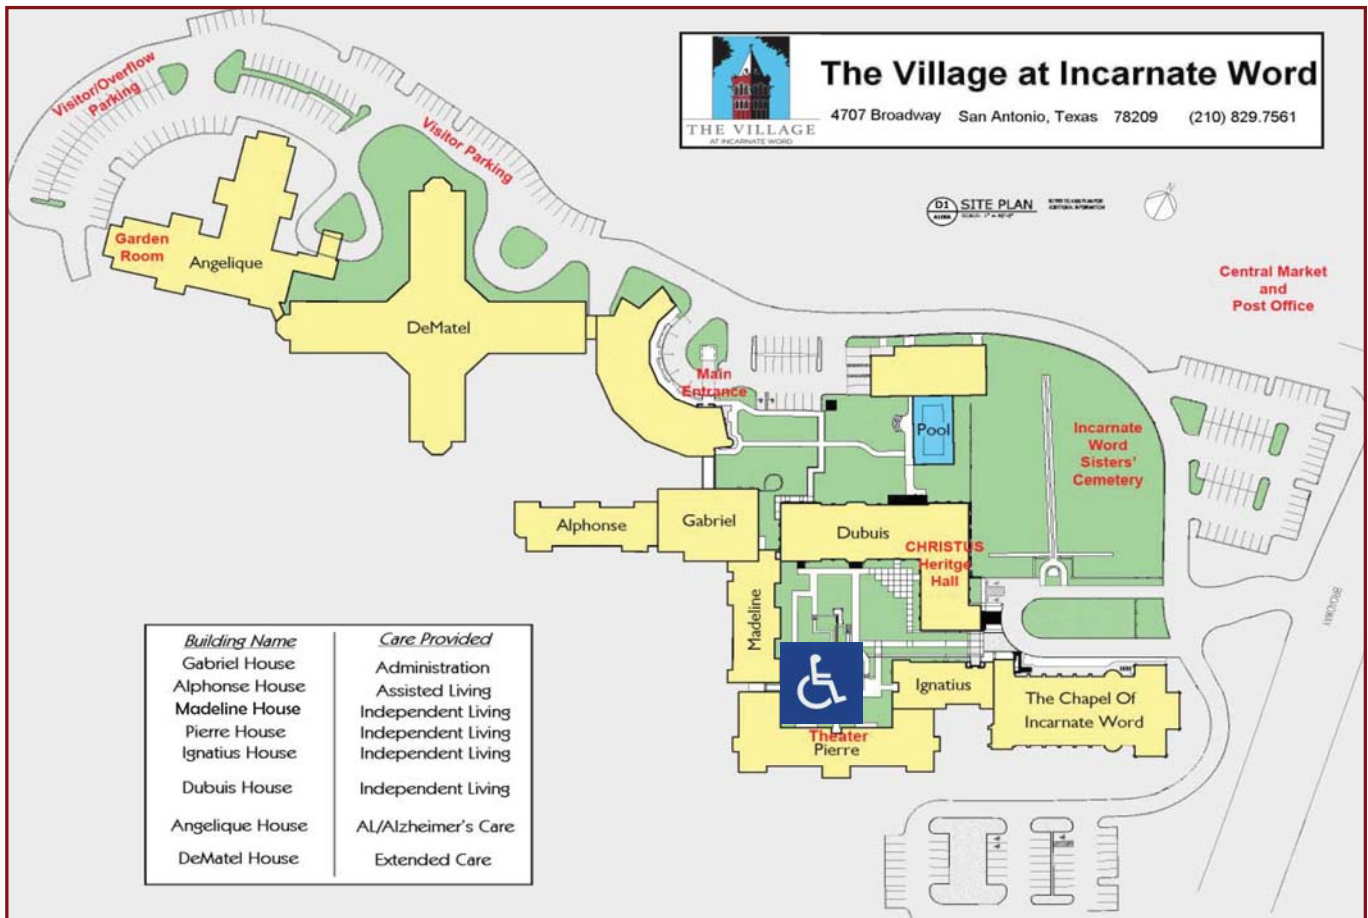 Visitor/Overflow
Parking
Visitor Parking
THE VILLAGE
AT INCARNATE WORD
The Village at Incarnate Word
4707 Broadway San Antonio, Texas 78209 (210) 829.7561
D1
SITE PLAN
N
Garden
Room
Angelique
DeMatel
Central Market
and
Post Office
Main
Entrance
Pool
Incarnate
Word
Sisters'
Cemetery
Alphonse
Gabriel
Dubuis
CHRISTUS
Heritge
Hall
Madeline
BROADWAY
Ignatius
The Chapel Of
Incarnate Word
Theater
Pierre
Building Name Care Provided
Gabriel House Administration
Alphonse House Assisted Living
Madeline House Independent Living
Pierre House Independent Living
Ignatius House Independent Living
Dubuis House Independent Living
Angelique House AL/Alzheimer's Care
DeMatel House Extended Care